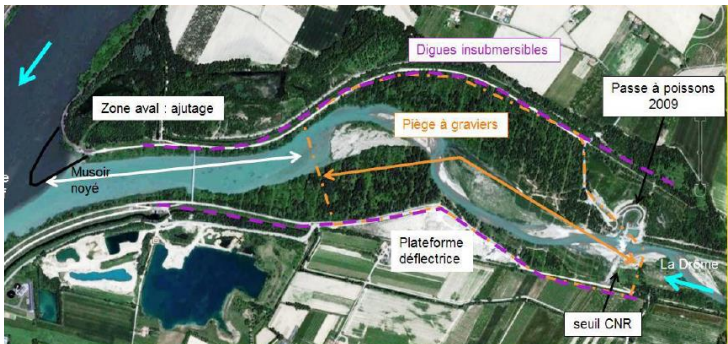 Digues insubmersibles
Passe à poissons
2009
Zone aval : ajutage
Piège à graviers
Musoir
noyé
Plateforme
déflectrice
La Drôme
seuil CNR